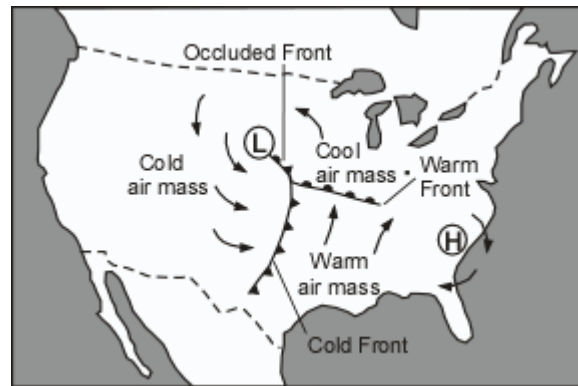 Occluded Front
L
Cold
air mass
Cool
air mass
Warm
Front
H
Warm
air mass
Cold Front